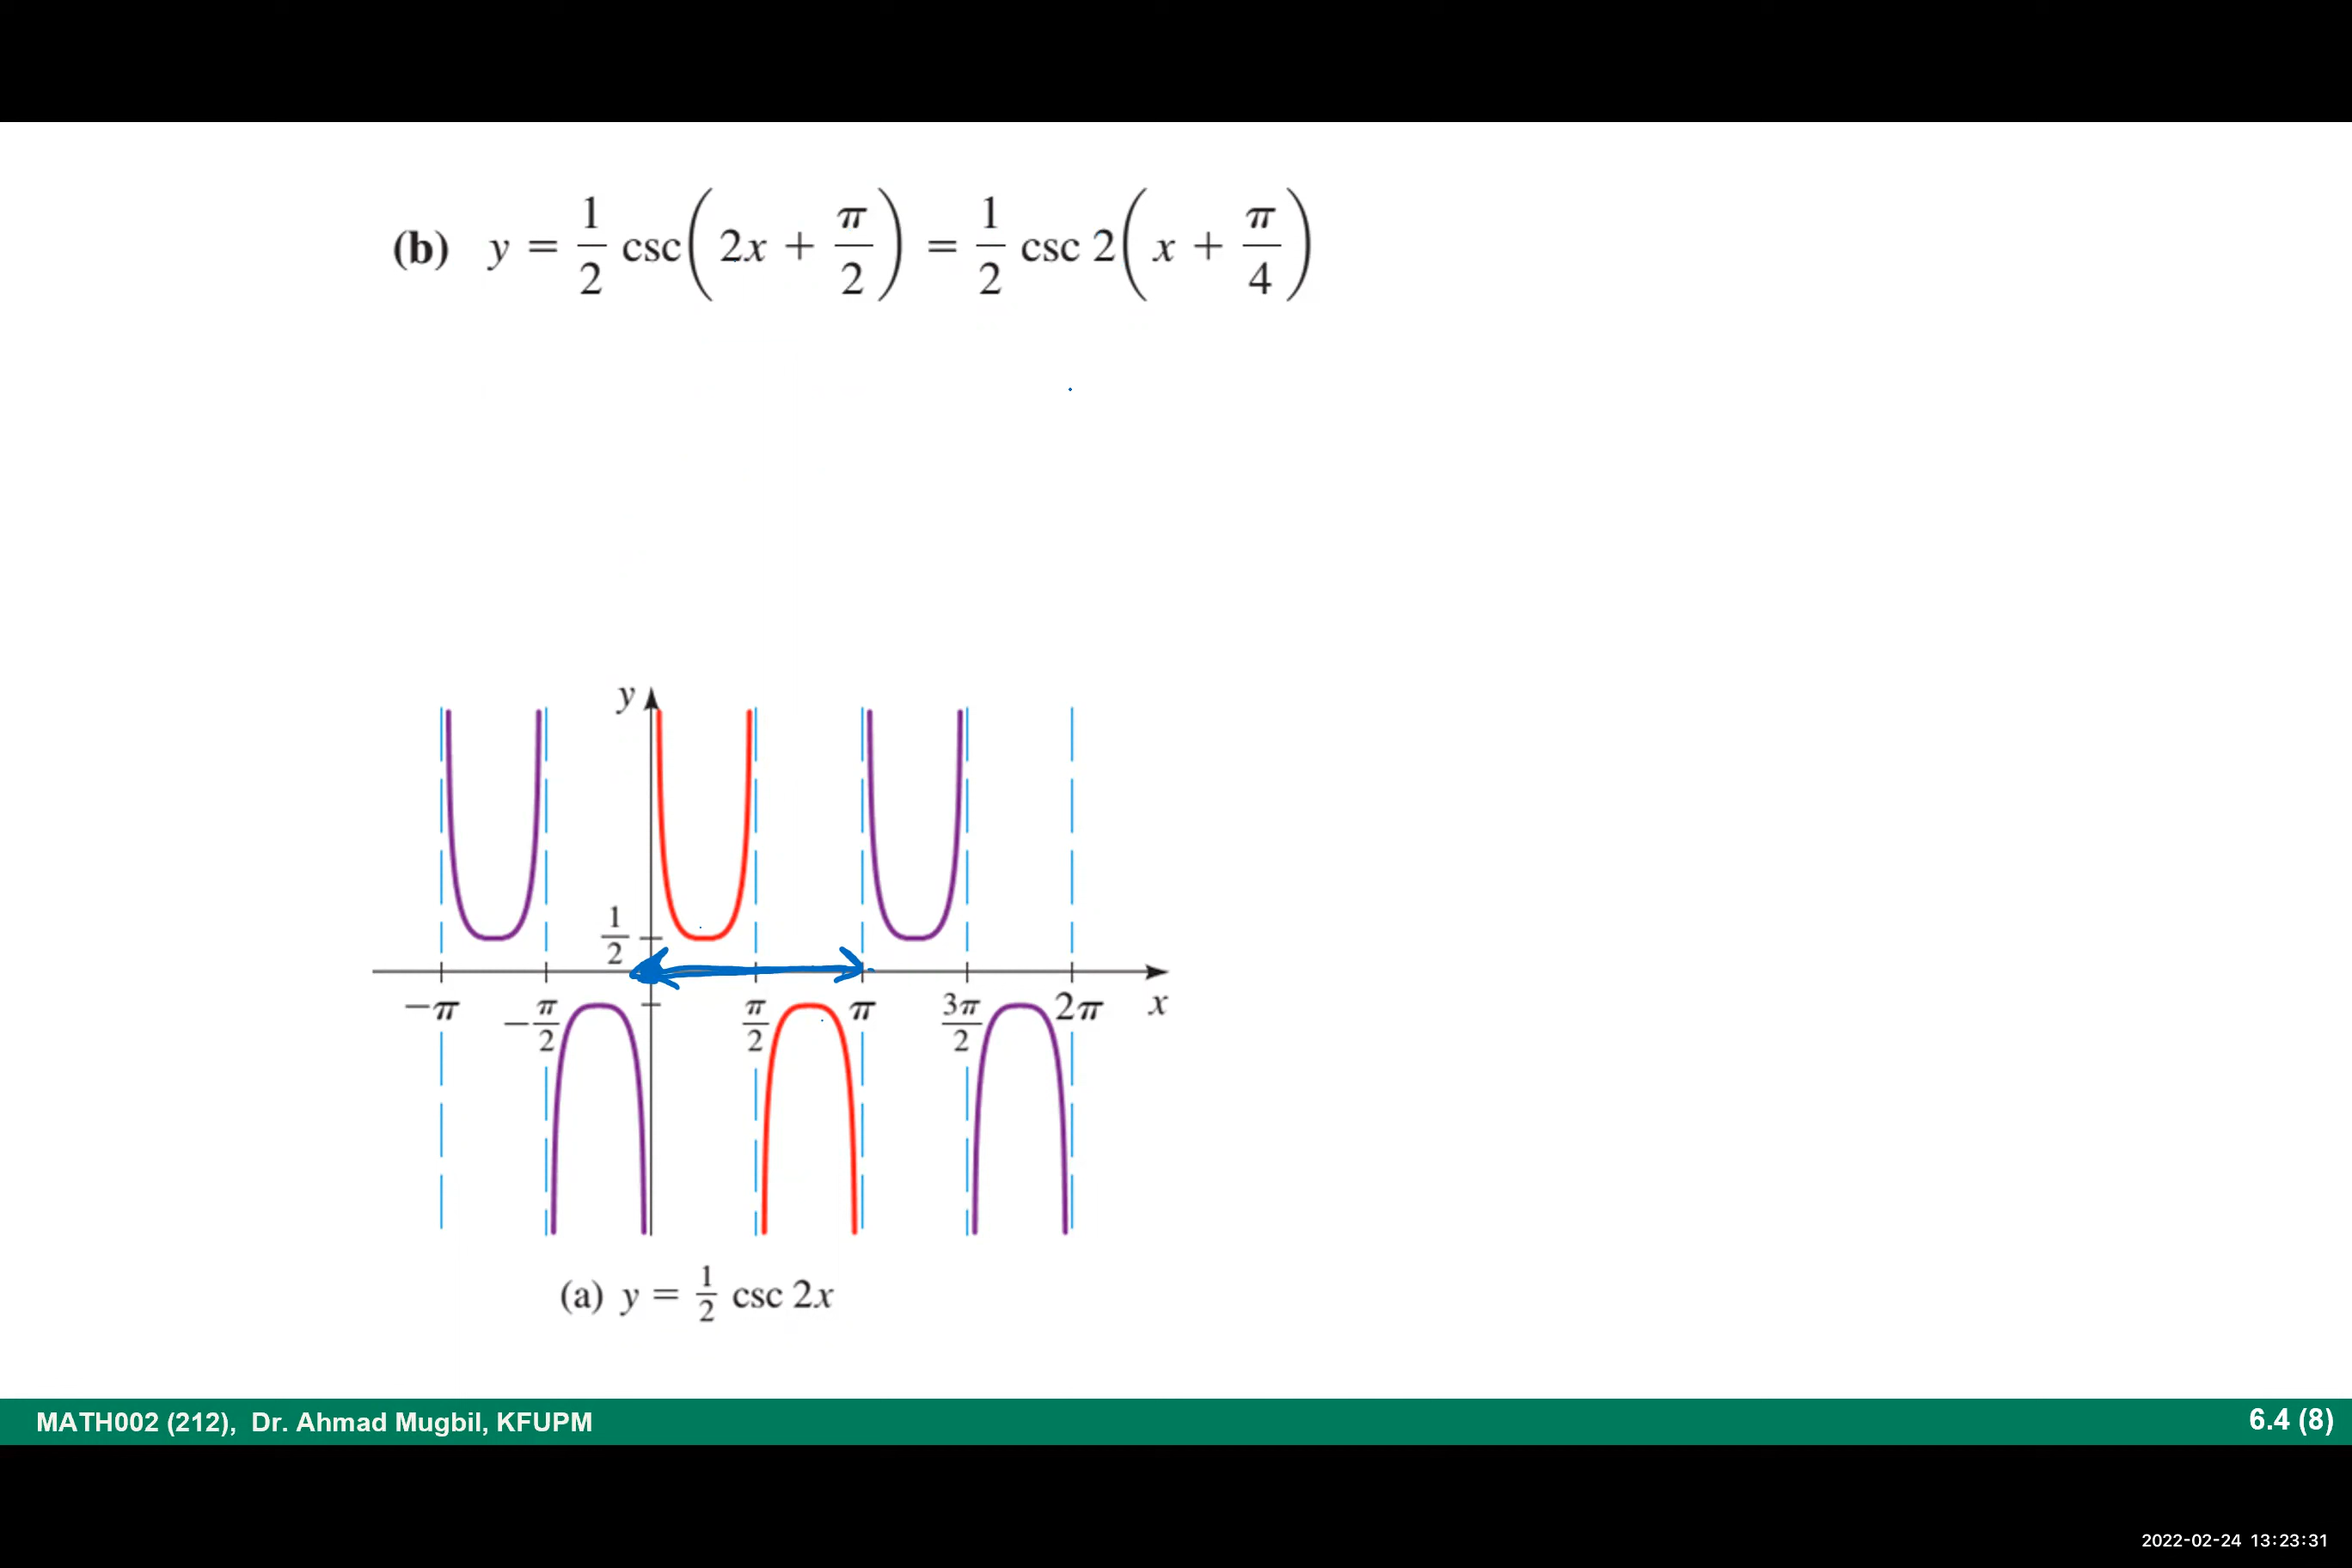 (b) y = 1/2 csc(2x + π/2) = 1/2 csc 2(x + π/4)
y
1/2
−π −π/2 π/2 π 3π/2 2π x
(a) y = 1/2 csc 2x
MATH002 (212), Dr. Ahmad Mugbil, KFUPM 6.4 (8)
2022-02-24 13:23:31